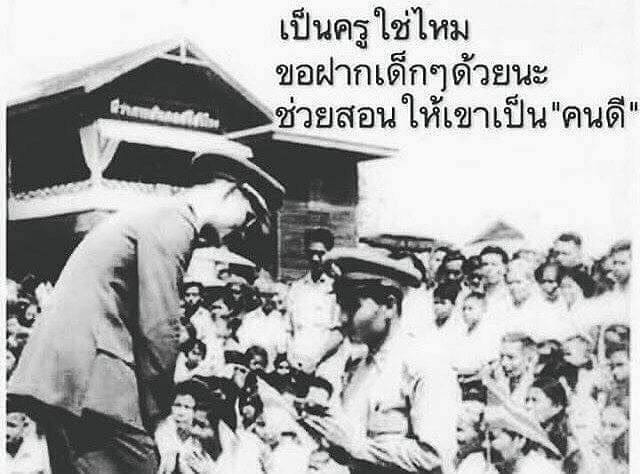 เป็นครู ใช่ไหม
ขอฝากเด็กๆ ด้วยนะ
ช่วยสอน ให้เขาเป็น "คนดี"